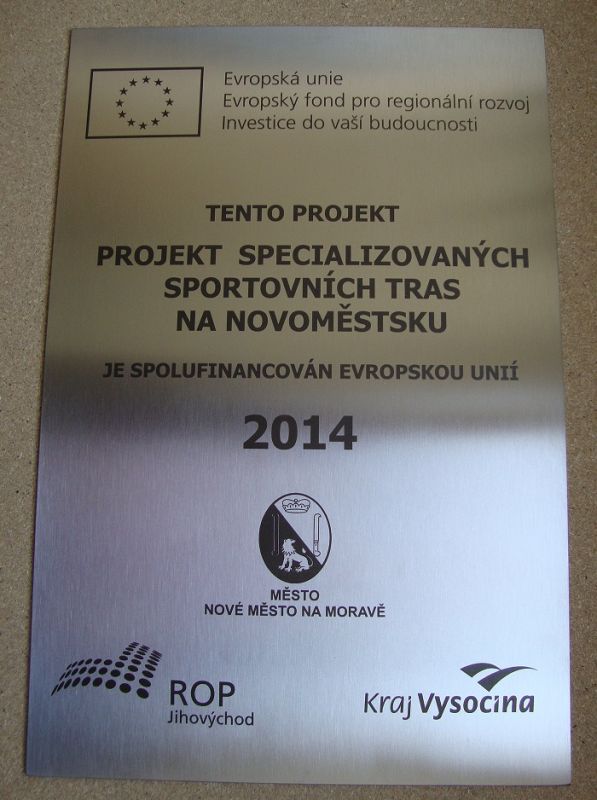 Evropská unie
Evropský fond pro regionální rozvoj
Investice do vaší budoucnosti
TENTO PROJEKT
PROJEKT SPECIALIZOVANÝCH
SPORTOVNÍCH TRAS
NA NOVOMĚSTSKU
JE SPOLUFINANCOVÁN EVROPSKOU UNIÍ
2014
MĚSTO
NOVÉ MĚSTO NA MORAVĚ
ROP
Jihovýchod
Kraj Vysočina